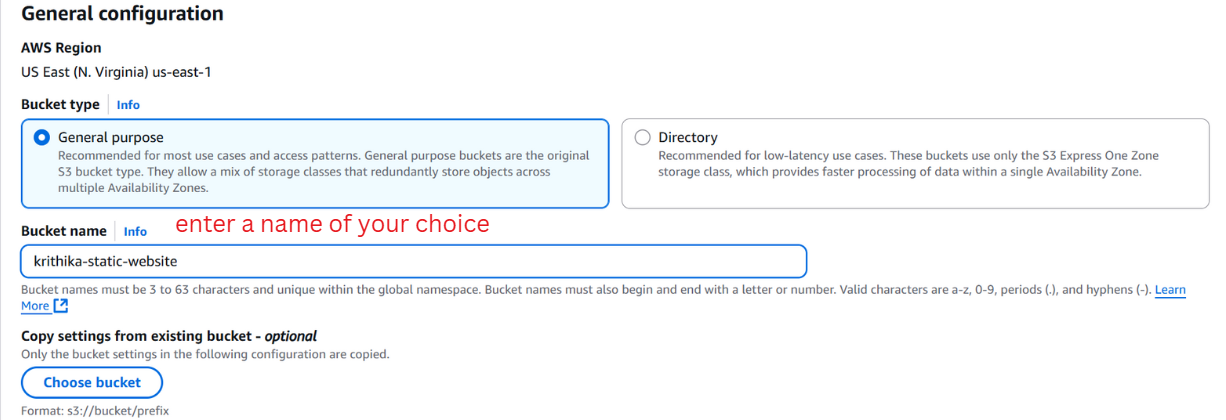 General configuration
AWS Region
US East (N. Virginia) us-east-1
Bucket type Info
General purpose
Recommended for most use cases and access patterns. General purpose buckets are the original
S3 bucket type. They allow a mix of storage classes that redundantly store objects across
multiple Availability Zones.
Directory
Recommended for low-latency use cases. These buckets use only the S3 Express One Zone
storage class, which provides faster processing of data within a single Availability Zone.
enter a name of your choice
Bucket name Info
krithika-static-website
Bucket names must be 3 to 63 characters and unique within the global namespace. Bucket names must also begin and end with a letter or number. Valid characters are a-z, 0-9, periods (.), and hyphens (-). Learn
More
Copy settings from existing bucket - optional
Only the bucket settings in the following configuration are copied.
Choose bucket
Format: s3://bucket/prefix